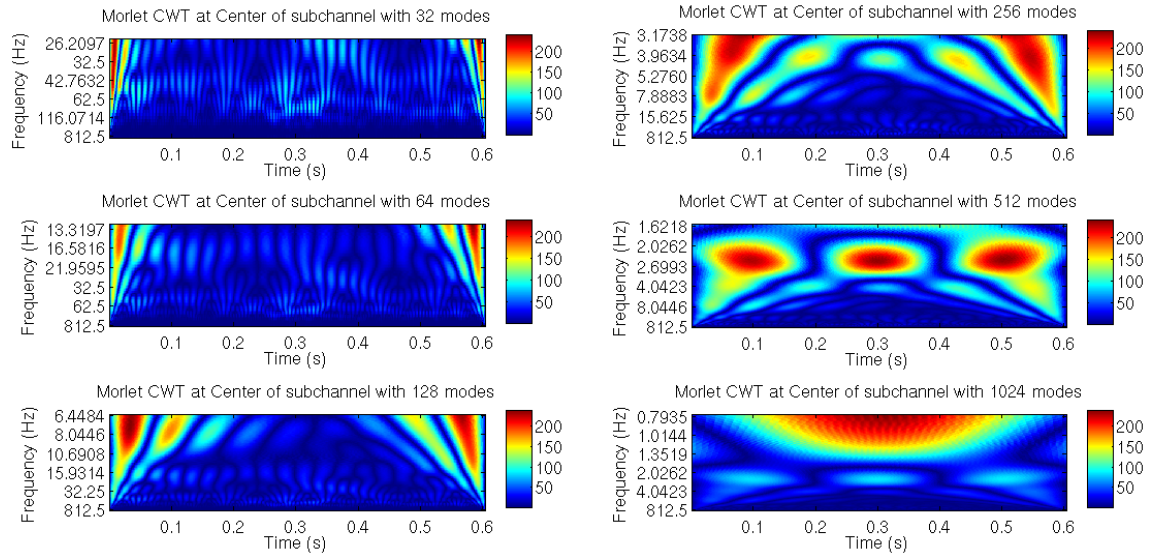 Morlet CWT at Center of subchannel with 32 modes
Frequency (Hz)
26.2097
32.5
42.7632
62.5
116.0714
812.5
0.1 0.2 0.3 0.4 0.5 0.6
Time (s)
200
150
100
50
Morlet CWT at Center of subchannel with 256 modes
Frequency (Hz)
3.1738
3.9634
5.2760
7.8883
15.625
812.5
0.1 0.2 0.3 0.4 0.5 0.6
Time (s)
200
150
100
50
Morlet CWT at Center of subchannel with 64 modes
Frequency (Hz)
13.3197
16.5816
21.9595
32.5
62.5
812.5
0.1 0.2 0.3 0.4 0.5 0.6
Time (s)
200
150
100
50
Morlet CWT at Center of subchannel with 512 modes
Frequency (Hz)
1.6218
2.0262
2.6993
4.0446
8.0446
812.5
0.1 0.2 0.3 0.4 0.5 0.6
Time (s)
200
150
100
50
Morlet CWT at Center of subchannel with 128 modes
Frequency (Hz)
6.4484
8.0446
10.6908
15.9314
32.25
812.5
0.1 0.2 0.3 0.4 0.5 0.6
Time (s)
200
150
100
50
Morlet CWT at Center of subchannel with 1024 modes
Frequency (Hz)
0.7935
1.0144
1.3519
2.0262
4.0423
812.5
0.1 0.2 0.3 0.4 0.5 0.6
Time (s)
200
150
100
50